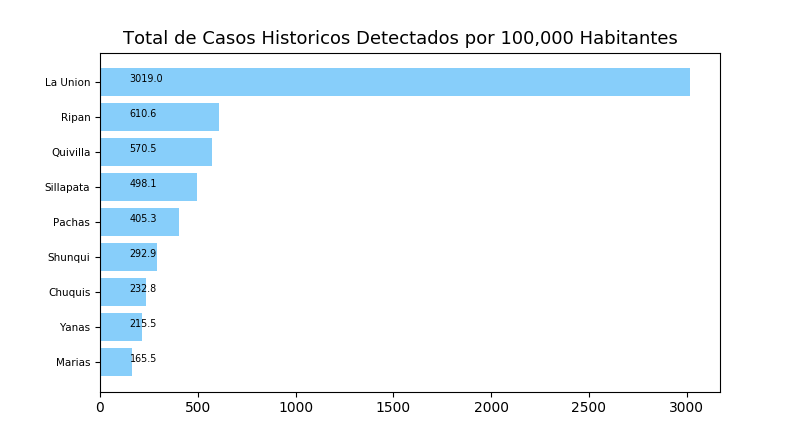 Total de Casos Historicos Detectados por 100,000 Habitantes
La Union 3019.0
Ripan 610.6
Quivilla 570.5
Sillapata 498.1
Pachas 405.3
Shunqui 292.9
Chuquis 232.8
Yanas 215.5
Marias 165.5
0 500 1000 1500 2000 2500 3000